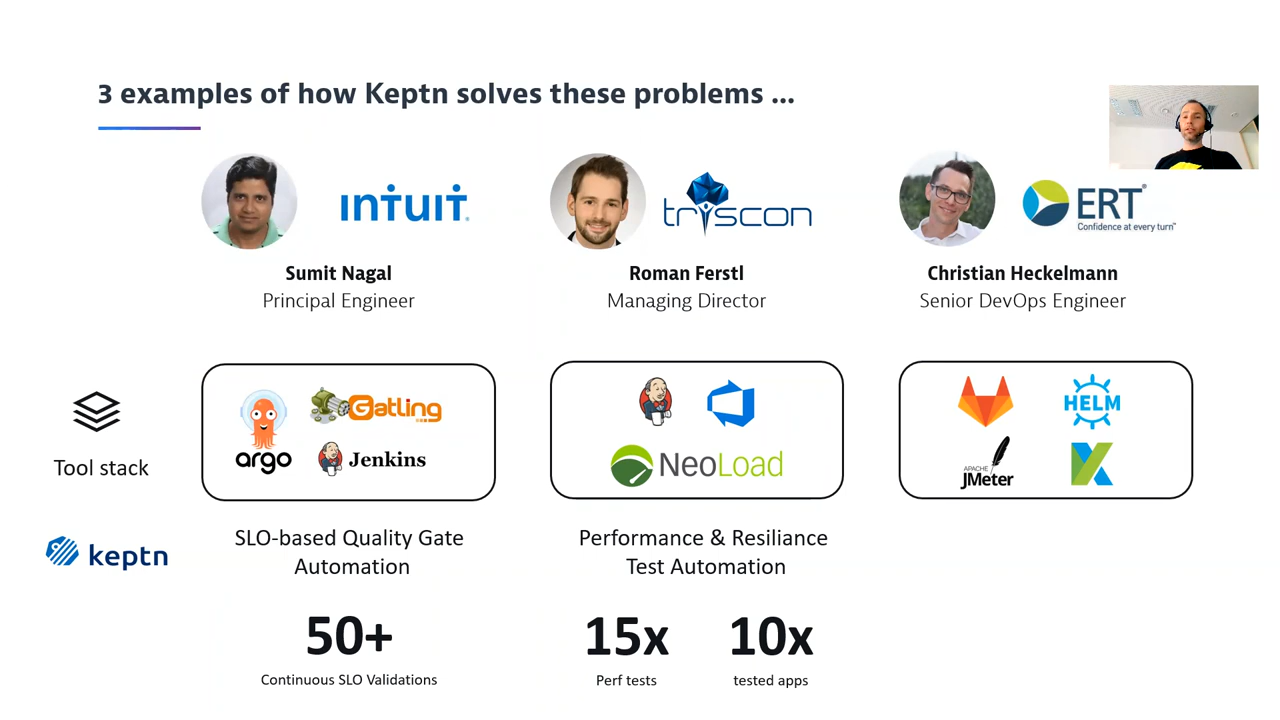 3 examples of how Keptn solves these problems ...
intuit
tryscon
ERT
Confidence at every turn™
Sumit Nagal
Principal Engineer
Roman Ferstl
Managing Director
Christian Heckelmann
Senior DevOps Engineer
Tool stack
argo
Gatling
Jenkins
NeoLoad
HELM
APACHE
JMeter
keptn
SLO-based Quality Gate
Automation
Performance & Resiliance
Test Automation
50+
Continuous SLO Validations
15x
Perf tests
10x
tested apps